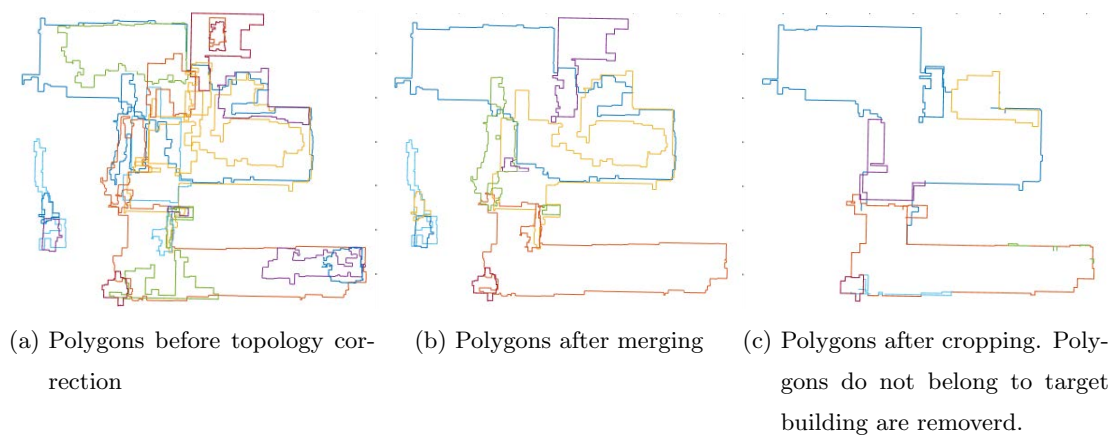 (a) Polygons before topology cor-
rection
(b) Polygons after merging
(c) Polygons after cropping. Poly-
gons do not belong to target
building are removerd.